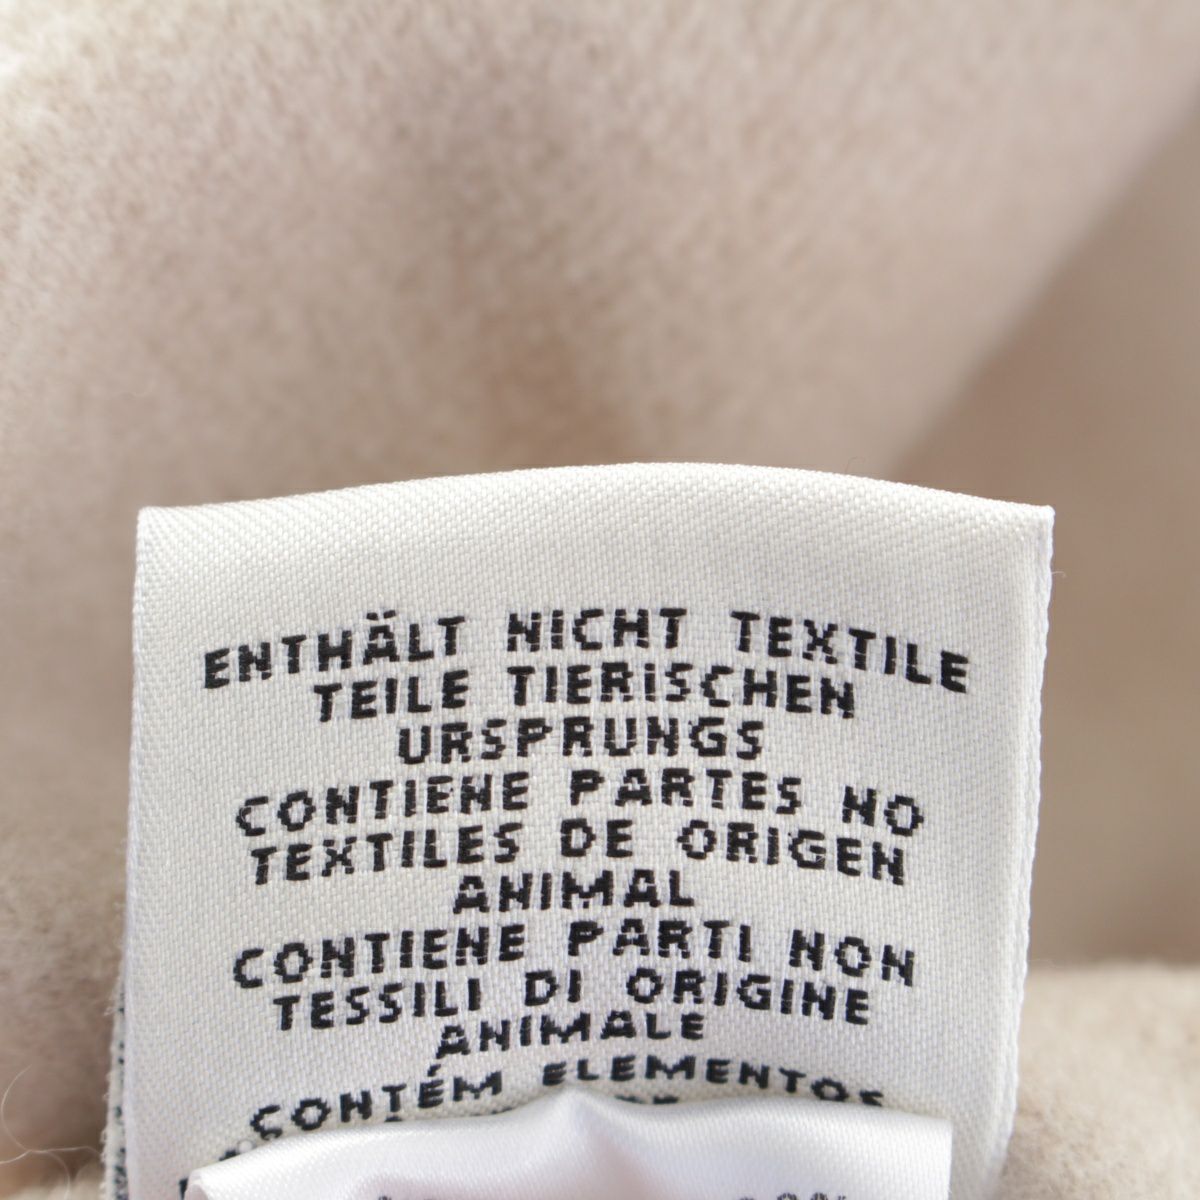 ENTHÄLT NICHT TEXTILE
TEILE TIERISCHEN
URSPRUNGS
CONTIENE PARTES NO
TEXTILES DE ORIGEN
ANIMAL
CONTIENE PARTI NON
TESSILI DI ORIGINE
ANIMALE
CONTÉM ELEMENTOS